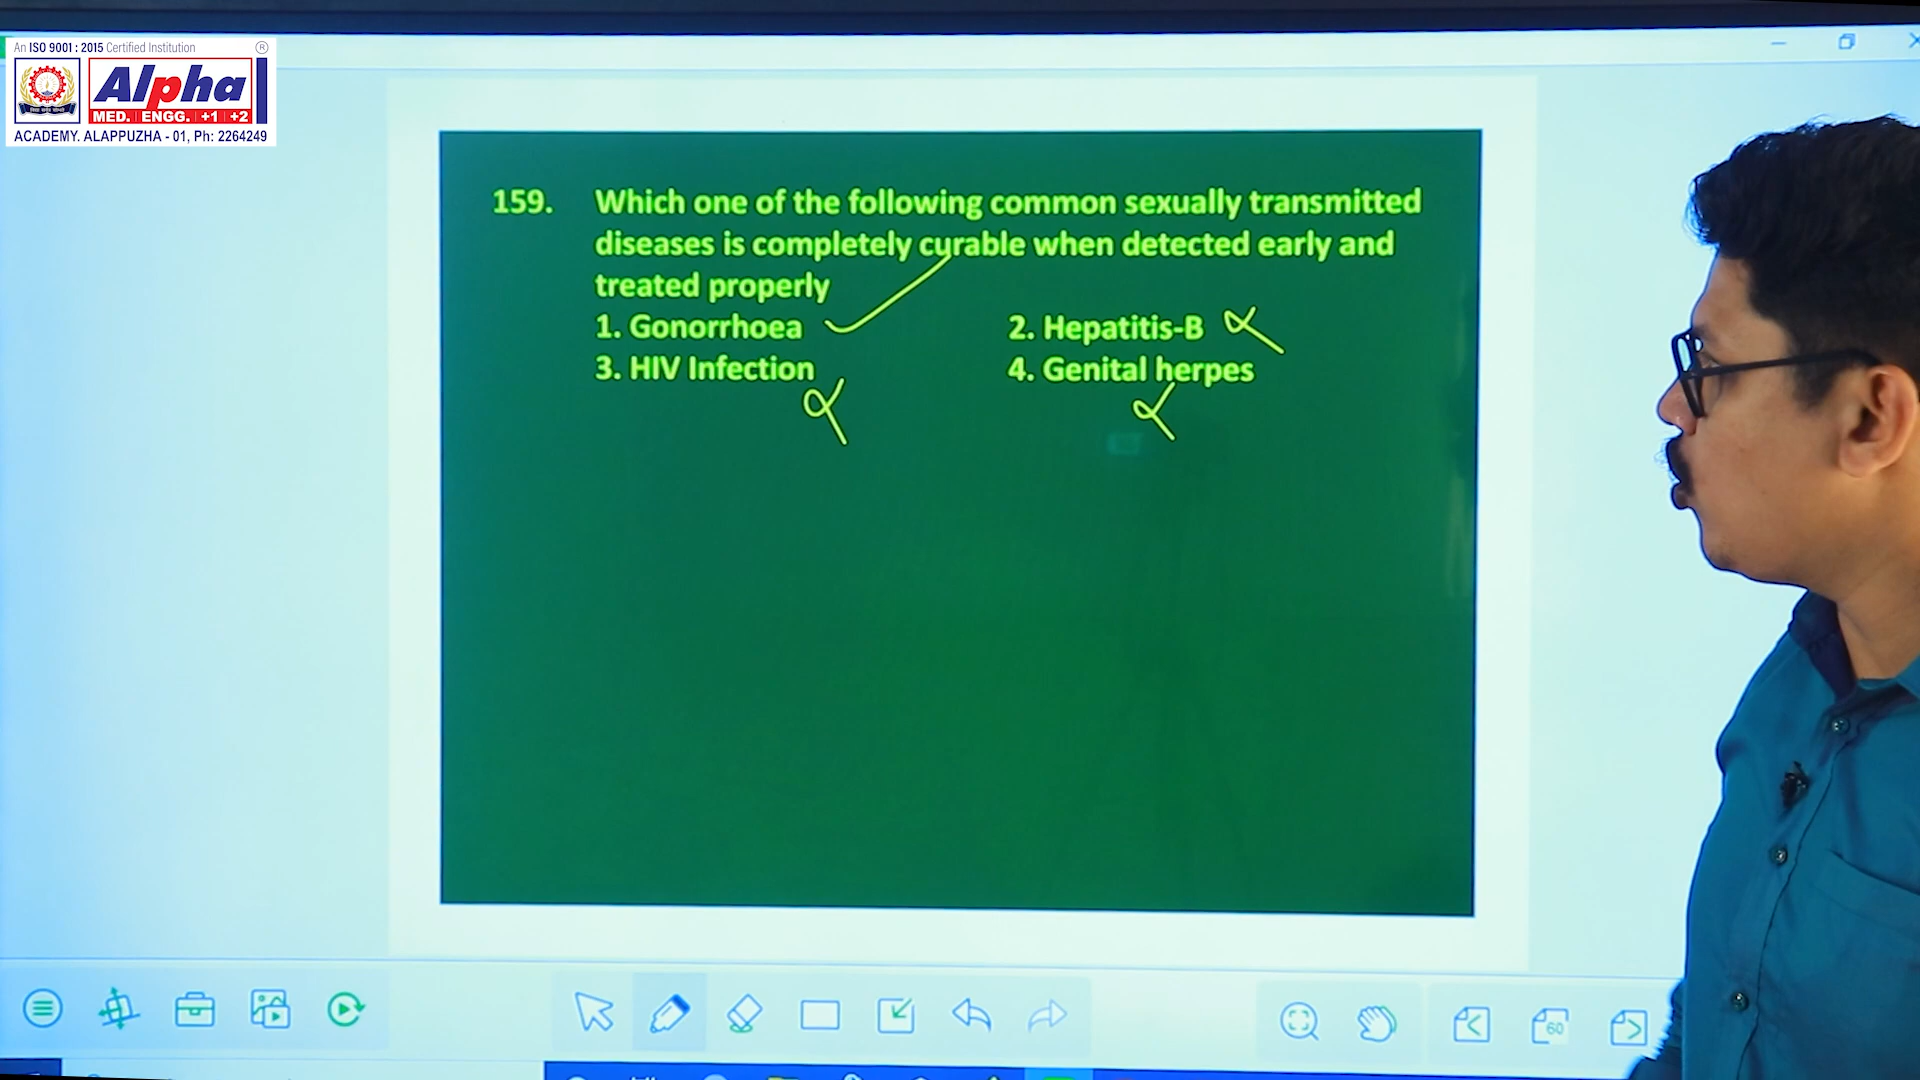 An ISO 9001 : 2015 Certified Institution ®
Alpha
MED. ENGG. +1 +2
ACADEMY. ALAPPUZHA - 01, Ph: 2264249
159. Which one of the following common sexually transmitted
diseases is completely curable when detected early and
treated properly
1. Gonorrhoea 2. Hepatitis-B
3. HIV Infection 4. Genital herpes
60